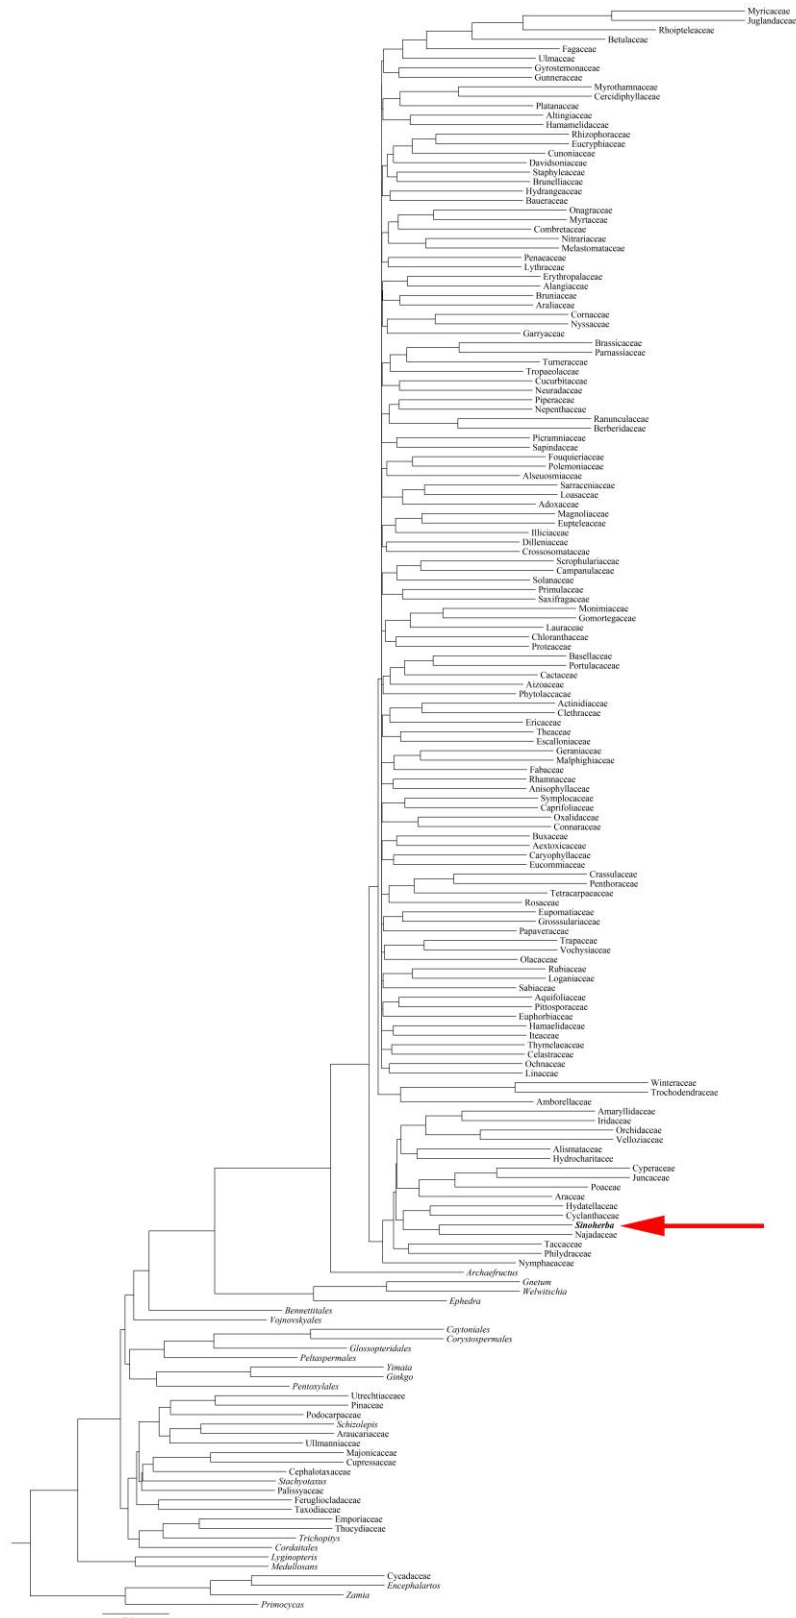 Myricaceae
Juglandaceae
Rhoipteleaceae
Betulaceae
Fagaceae
Ulmaceae
Gyrostemonaceae
Gunneraceae
Myrothamnaceae
Cercidiphyllaceae
Platanaceae
Altingiaceae
Hamamelidaceae
Rhizophoraceae
Eucryphiaceae
Cunoniaceae
Davidsoniaceae
Staphyleaceae
Brunelliaceae
Hydrangeaceae
Baueraceae
Onagraceae
Myrtaceae
Combretaceae
Nitrariaceae
Melastomataceae
Penaeaceae
Lythraceae
Erythropalaceae
Alangiaceae
Bruniaceae
Araliaceae
Cornaceae
Nyssaceae
Garryaceae
Brassicaceae
Parnassiaceae
Turneraceae
Tropaeolaceae
Cucurbitaceae
Neuradaceae
Piperaceae
Nepenthaceae
Ranunculaceae
Berberidaceae
Picramniaceae
Sapindaceae
Fouquieriaceae
Polemoniaceae
Alseuosmiaceae
Sarraceniaceae
Loasaceae
Adoxaceae
Magnoliaceae
Eupteleaceae
Illiciaceae
Dilleniaceae
Crossosomataceae
Scrophulariaceae
Campanulaceae
Solanaceae
Primulaceae
Saxifragaceae
Monimiaceae
Gomortegaceae
Lauraceae
Chloranthaceae
Proteaceae
Basellaceae
Portulacaceae
Cactaceae
Aizoaceae
Phytolaccacae
Actinidiaceae
Clethraceae
Ericaceae
Theaceae
Escalloniaceae
Geraniaceae
Malphighiaceae
Fabaceae
Rhamnaceae
Anisophyllaceae
Symplocaceae
Caprifoliaceae
Oxalidaceae
Connaraceae
Buxaceae
Aextoxicaceae
Caryophyllaceae
Eucommiaceae
Crassulaceae
Penthoraceae
Tetracarpaeaceae
Rosaceae
Eupomatiaceae
Grosssulariaceae
Papaveraceae
Trapaceae
Vochysiaceae
Olacaceae
Rubiaceae
Loganiaceae
Sabiaceae
Aquifoliaceae
Pittosporaceae
Euphorbiaceae
Hamaelidaceae
Iteaceae
Thymelaeaceae
Celastraceae
Ochnaceae
Linaceae
Winteraceae
Trochodendraceae
Amborellaceae
Amaryllidaceae
Iridaceae
Orchidaceae
Velloziaceae
Alismataceae
Hydrocharitacee
Cyperaceae
Juncaceae
Poaceae
Araceae
Hydatellaceae
Cyclanthaceae
Sinoherba
Najadaceae
Taccaceae
Philydraceae
Nymphaeaceae
Archaefructus
Gnetum
Welwitschia
Ephedra
Bennettitales
Vojnovskyales
Caytoniales
Corystospermales
Glossopteridales
Peltaspermales
Yimaia
Ginkgo
Pentoxylales
Utrechtiaceaee
Pinaceae
Podocarpaceae
Schizolepis
Araucariaceae
Ullmanniaceae
Majonicaceae
Cupressaceae
Cephalotaxaceae
Stachyotaxus
Palissyaceae
Ferugliocladaceae
Taxodiaceae
Emporiaceae
Thucydiaceae
Trichopitys
Cordaitales
Lyginopteris
Medullosans
Cycadaceae
Encephalartos
Zamia
Primocycas